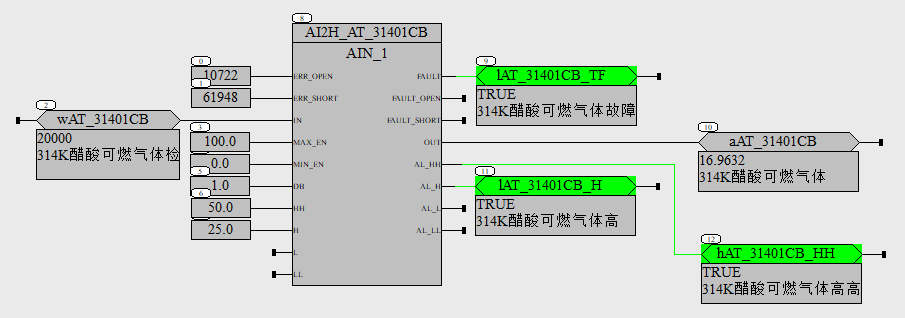 8
AI2H_AT_31401CB
AIN_1
0
10722
ERR_OPEN
FAULT
9
lAT_31401CB_TF
TRUE
314K醋酸可燃气体故障
1
61948
ERR_SHORT
FAULT_OPEN
2
wAT_31401CB
20000
314K醋酸可燃气体检
IN
FAULT_SHORT
3
100.0
MAX_EN
OUT
10
aAT_31401CB
16.9632
314K醋酸可燃气体
0.0
MIN_EN
AL_HH
5
1.0
DB
AL_H
11
lAT_31401CB_H
TRUE
314K醋酸可燃气体高
6
50.0
HH
AL_L
25.0
H
AL_LL
L
LL
12
hAT_31401CB_HH
TRUE
314K醋酸可燃气体高高